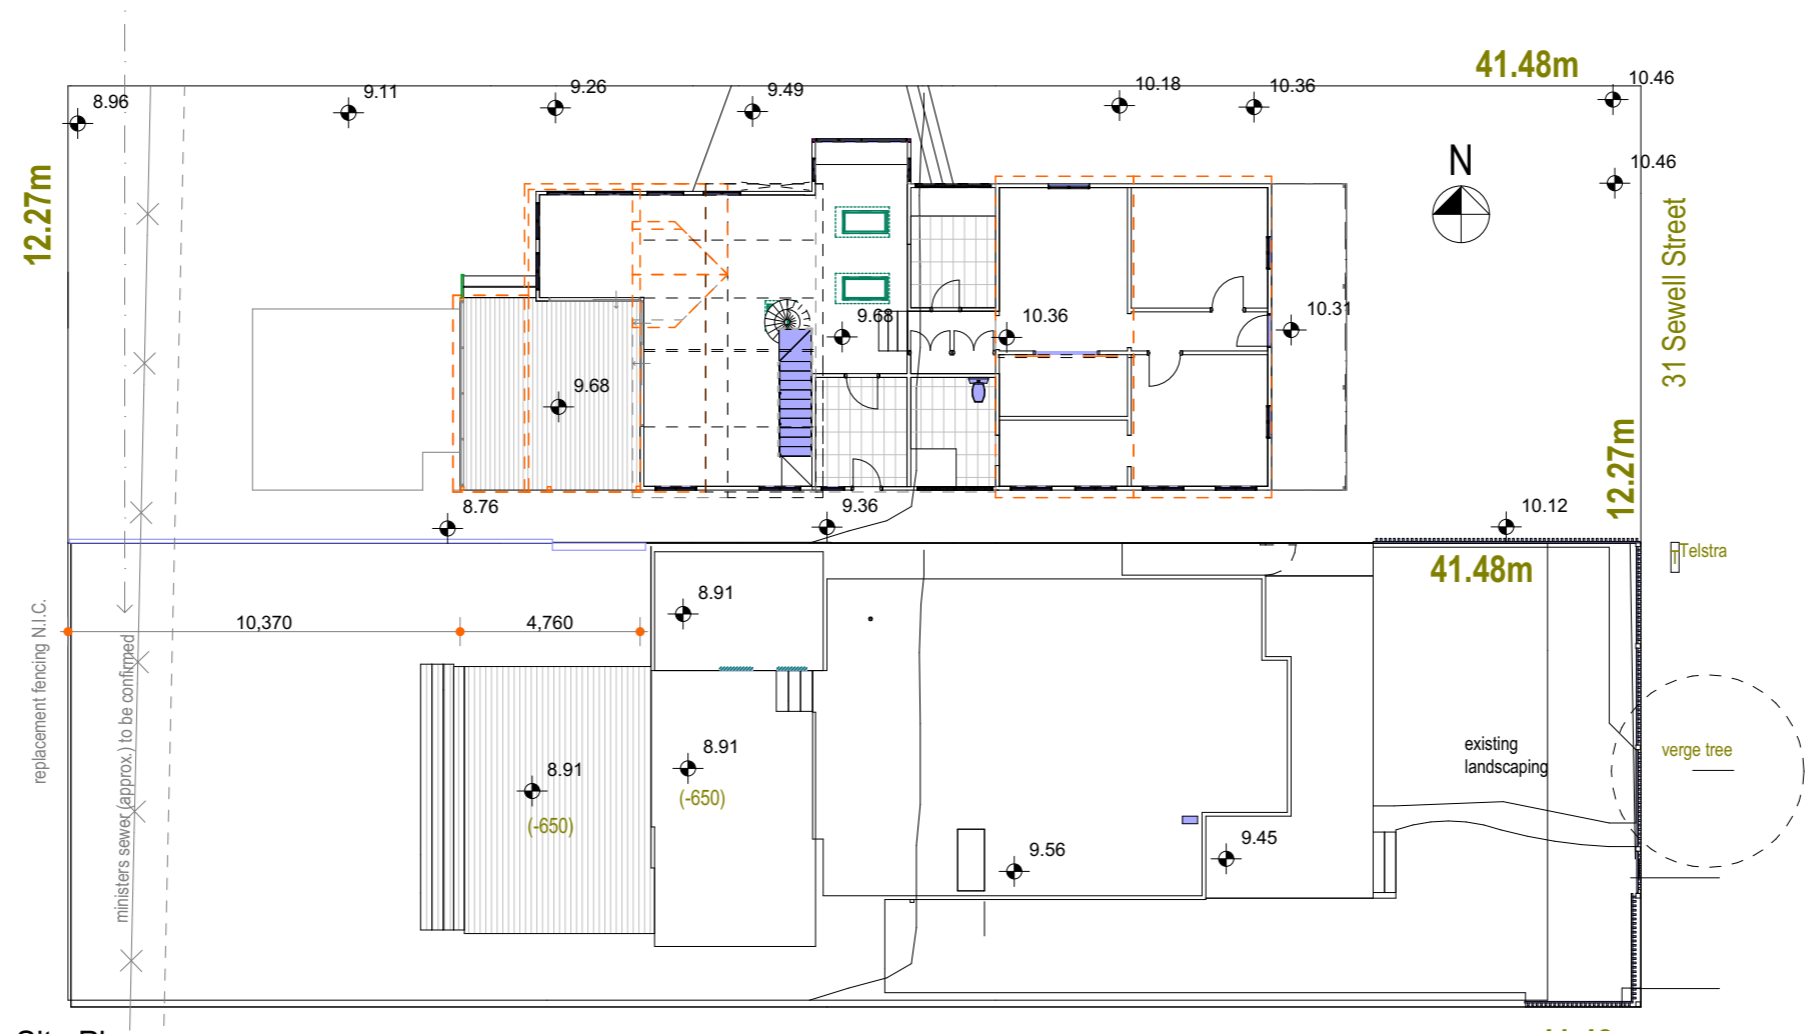 41.48m
8.96
9.11
9.26
9.49
10.18
10.36
10.46
N
10.46
12.27m
31 Sewell Street
9.68
10.36
10.31
9.68
12.27m
8.76
9.36
10.12
Telstra
T
41.48m
replacement fencing N.I.C.
ministers sewer (approx.) to be confirmed
10,370
4,760
8.91
8.91
(-650)
8.91
(-650)
existing
landscaping
verge tree
9.56
9.45